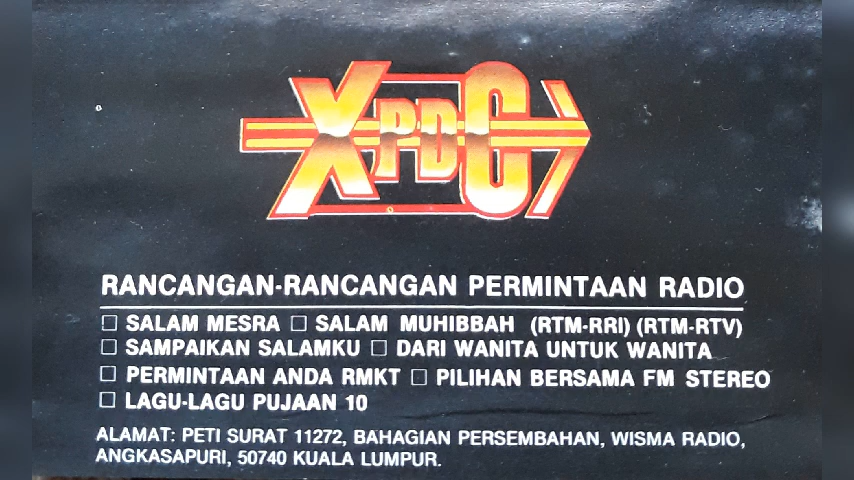 XPDC
RANCANGAN-RANCANGAN PERMINTAAN RADIO
☐ SALAM MESRA ☐ SALAM MUHIBBAH (RTM-RRI) (RTM-RTV)
☐ SAMPAIKAN SALAMKU ☐ DARI WANITA UNTUK WANITA
☐ PERMINTAAN ANDA RMKT ☐ PILIHAN BERSAMA FM STEREO
☐ LAGU-LAGU PUJAAN 10
ALAMAT: PETI SURAT 11272, BAHAGIAN PERSEMBAHAN, WISMA RADIO,
ANGKASAPURI, 50740 KUALA LUMPUR.